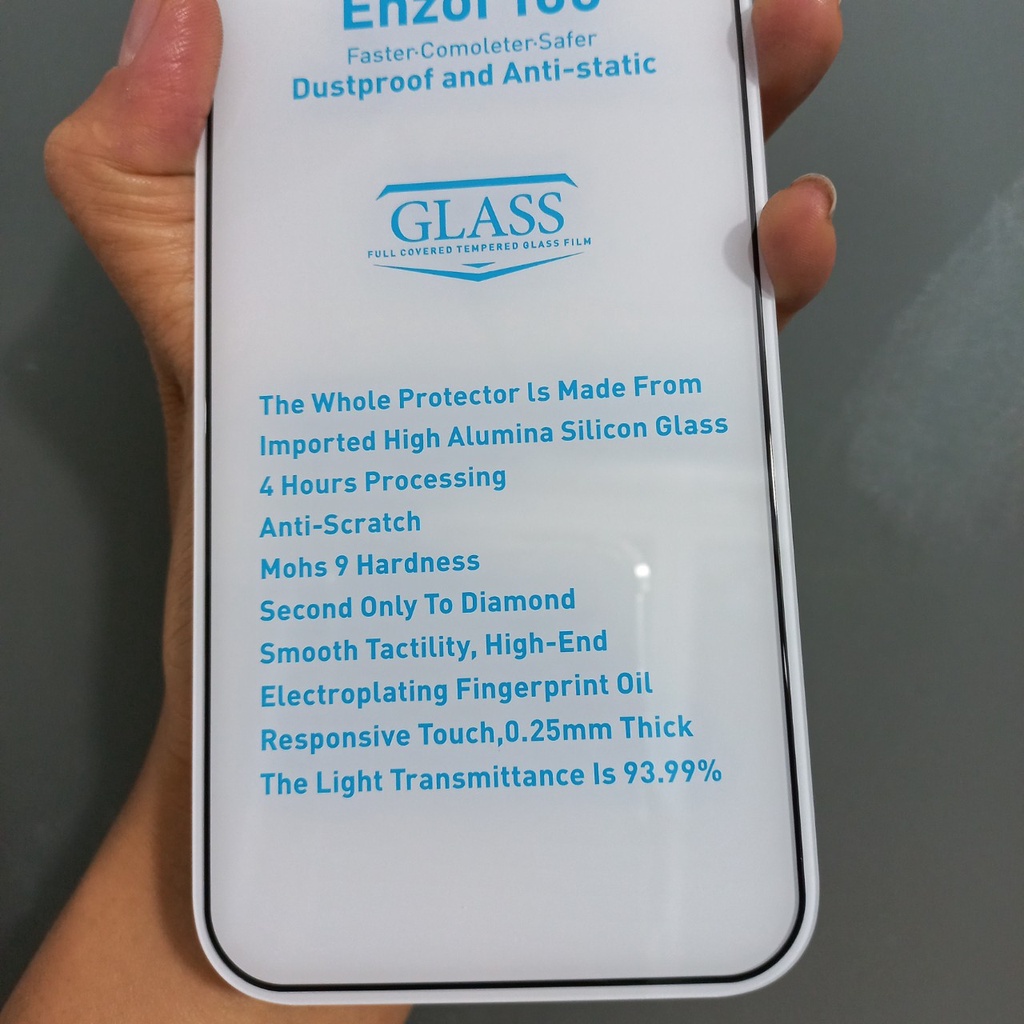 Faster·Comoleter·Safer
Dustproof and Anti-static
GLASS
FULL COVERED TEMPERED GLASS FILM
The Whole Protector ls Made From
Imported High Alumina Silicon Glass
4 Hours Processing
Anti-Scratch
Mohs 9 Hardness
Second Only To Diamond
Smooth Tactility, High-End
Electroplating Fingerprint Oil
Responsive Touch,0.25mm Thick
The Light Transmittance Is 93.99%